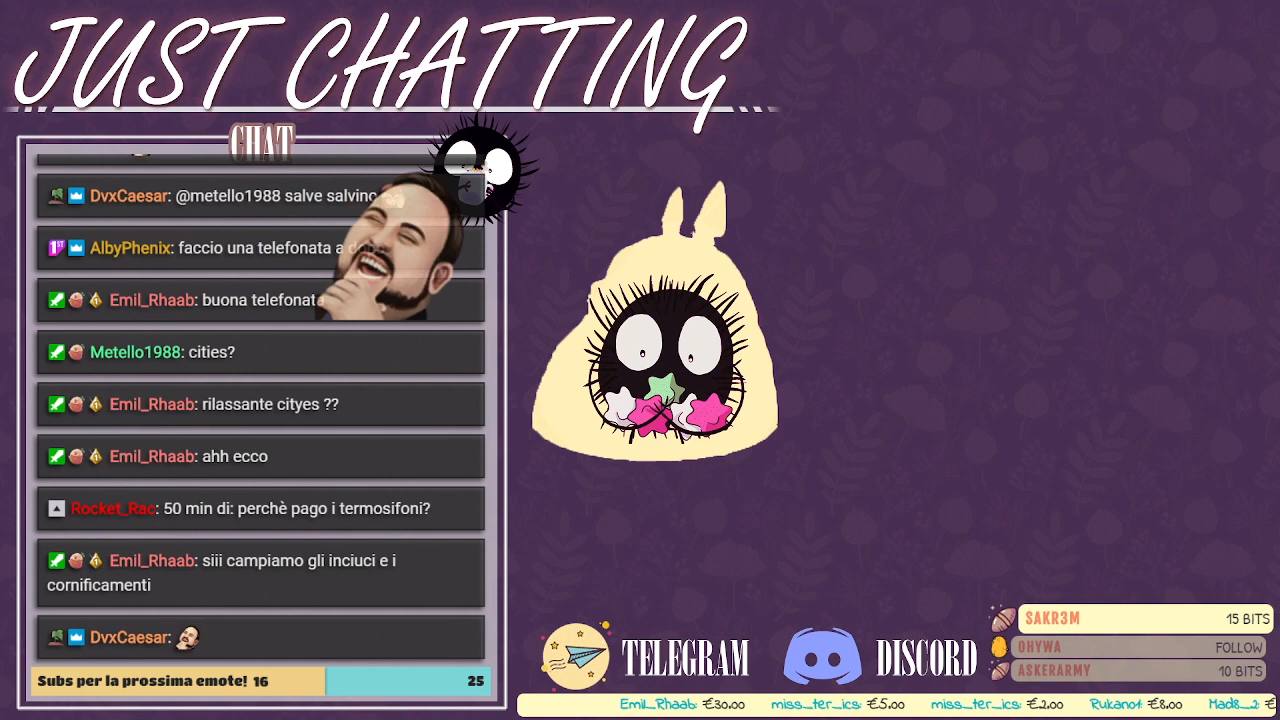 JUST CHATTING
CHAT
DvxCaesar: @metello1988 salve salvino
AlbyPhenix: faccio una telefonata a
Emil_Rhaab: buona telefonata
Metello1988: cities?
Emil_Rhaab: rilassante cityes ??
Emil_Rhaab: ahh ecco
Rocket_Rac: 50 min di: perchè pago i termosifoni?
Emil_Rhaab: siii campiamo gli inciuci e i
cornificamenti
DvxCaesar:
Subs per la prossima emote! 16 25
TELEGRAM
DISCORD
SAKR3M 15 BITS
OHYWA FOLLOW
ASKERARMY 10 BITS
Emil_Rhaab: €30.00 miss_ter_ics: €5.00 miss_ter_ics: €2.00 Rukano1: €8.00 Mad8_2: €